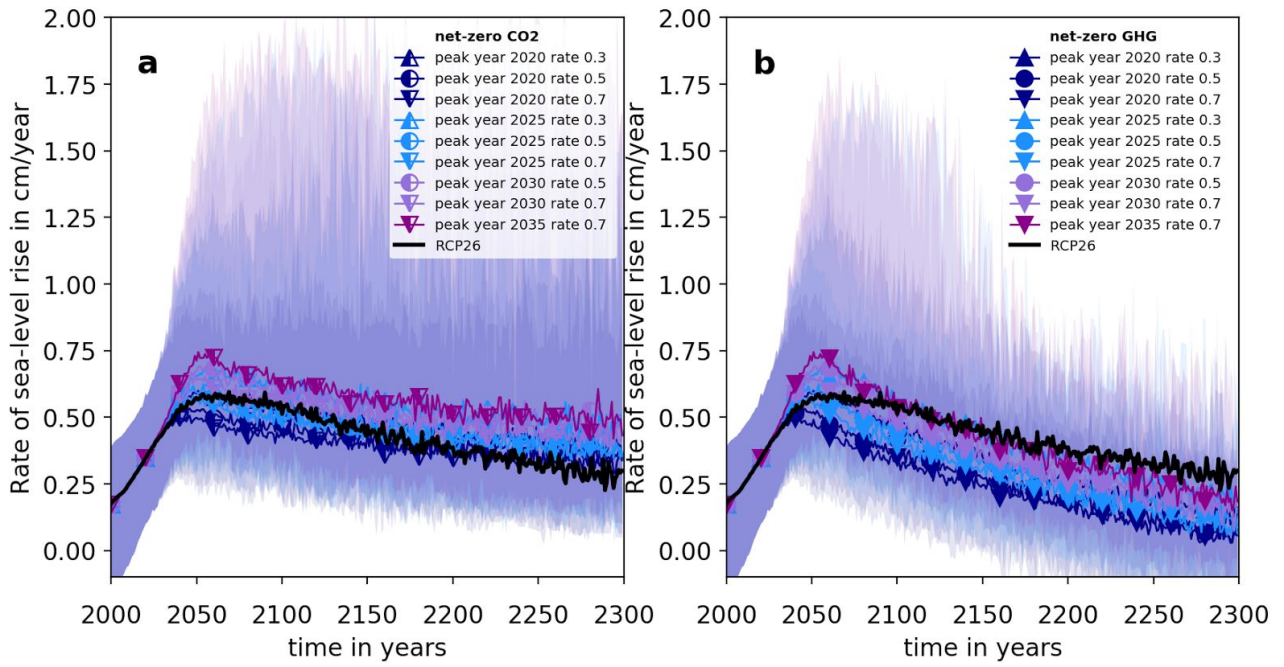 a
Rate of sea-level rise in cm/year
2.00
1.75
1.50
1.25
1.00
0.75
0.50
0.25
0.00
net-zero CO2
peak year 2020 rate 0.3
peak year 2020 rate 0.5
peak year 2020 rate 0.7
peak year 2025 rate 0.3
peak year 2025 rate 0.5
peak year 2025 rate 0.7
peak year 2030 rate 0.5
peak year 2030 rate 0.7
peak year 2035 rate 0.7
RCP26
2000 2050 2100 2150 2200 2250 2300
time in years
b
Rate of sea-level rise in cm/year
2.00
1.75
1.50
1.25
1.00
0.75
0.50
0.25
0.00
net-zero GHG
peak year 2020 rate 0.3
peak year 2020 rate 0.5
peak year 2020 rate 0.7
peak year 2025 rate 0.3
peak year 2025 rate 0.5
peak year 2025 rate 0.7
peak year 2030 rate 0.5
peak year 2030 rate 0.7
peak year 2035 rate 0.7
RCP26
2000 2050 2100 2150 2200 2250 2300
time in years